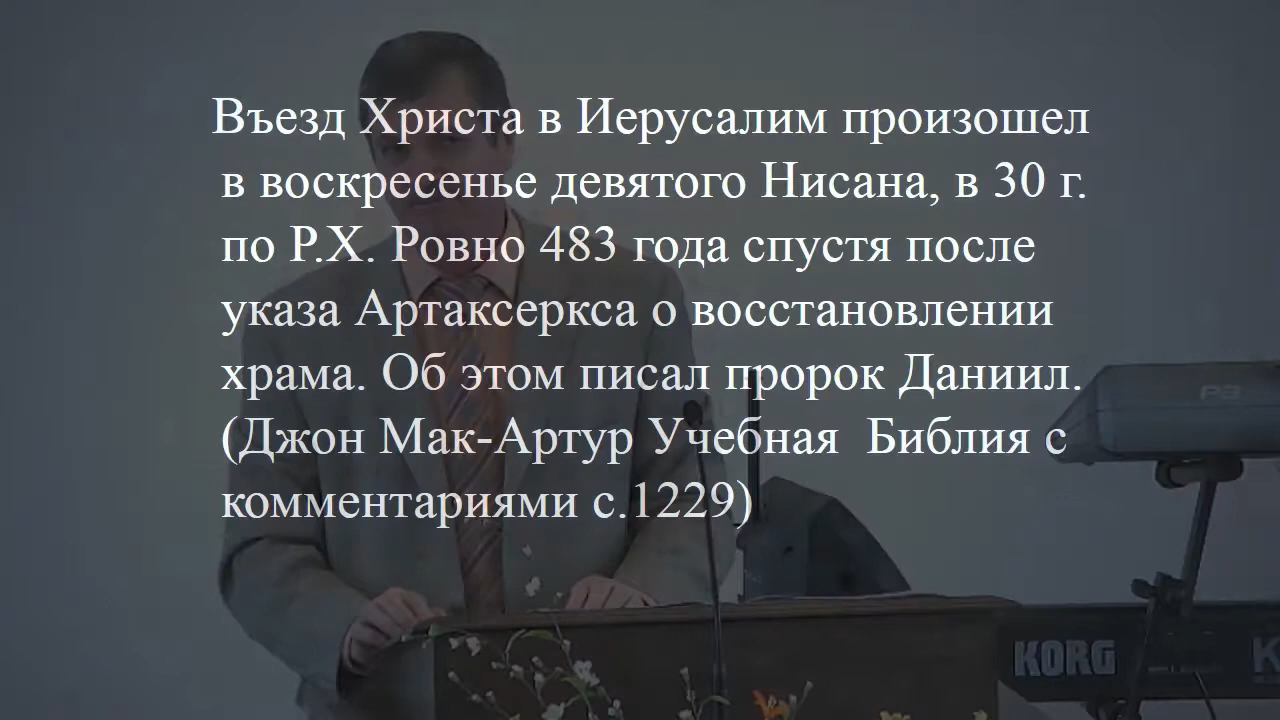 Въезд Христа в Иерусалим произошел
в воскресенье девятого Нисана, в 30 г.
по Р.Х. Ровно 483 года спустя после
указа Артаксеркса о восстановлении
храма. Об этом писал пророк Даниил.
(Джон Мак-Артур Учебная Библия с
комментариями с.1229)
P3
KORG
K